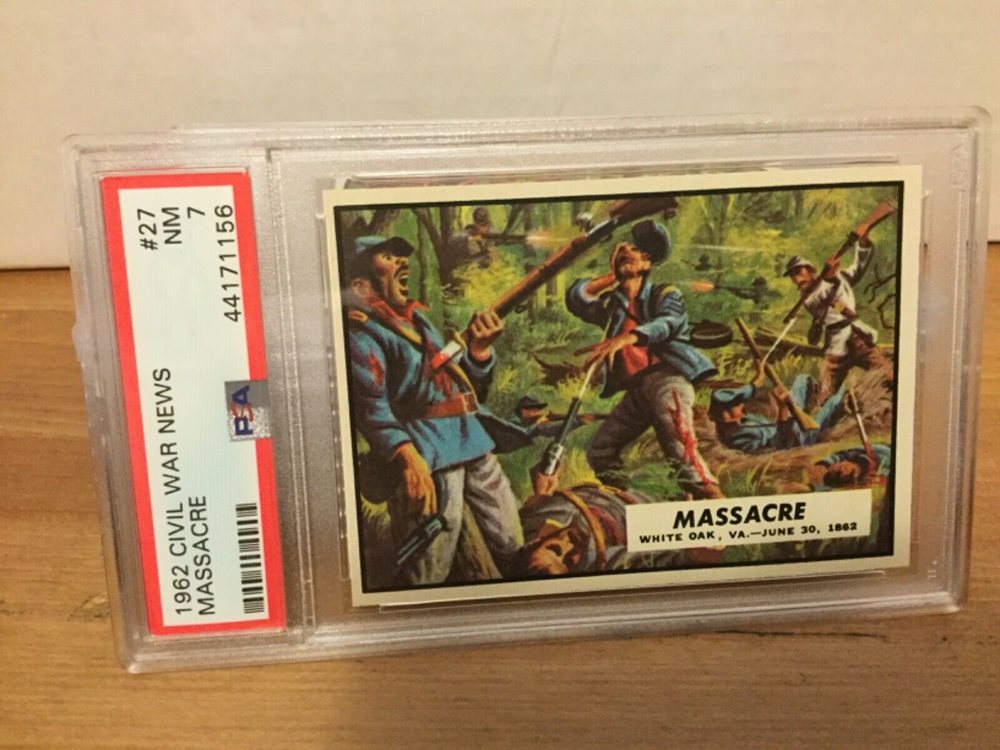 1962 CIVIL WAR NEWS #27
MASSACRE NM 7
PSA 44171156
MASSACRE
WHITE OAK, VA.—JUNE 30, 1862